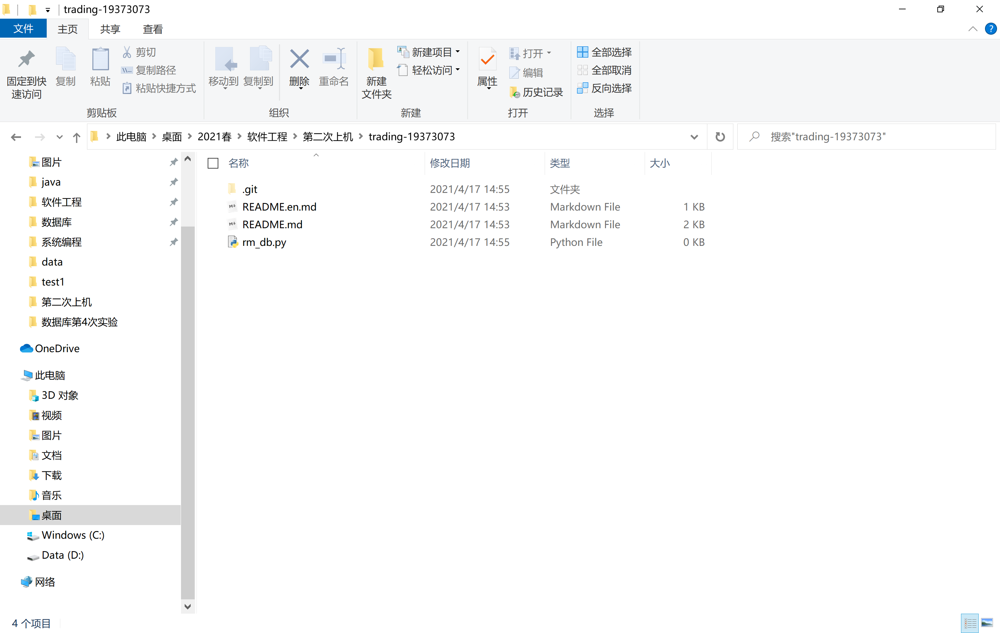 trading-19373073
文件 主页 共享 查看
固定到快速访问
复制
粘贴
剪切
复制路径
粘贴快捷方式
剪贴板
移动到 复制到 删除 重命名
组织
新建
文件夹
新建项目
轻松访问
新建
属性
打开
编辑
历史记录
打开
全部选择
全部取消
反向选择
选择
此电脑 桌面 2021春 软件工程 第二次上机 trading-19373073
搜索"trading-19373073"
图片
java
软件工程
数据库
系统编程
data
test1
第二次上机
数据库第4次实验
OneDrive
此电脑
3D 对象
视频
图片
文档
下载
音乐
桌面
Windows (C:)
Data (D:)
网络
名称 修改日期 类型 大小
.git 2021/4/17 14:55 文件夹
README.en.md 2021/4/17 14:53 Markdown File 1 KB
README.md 2021/4/17 14:53 Markdown File 2 KB
rm_db.py 2021/4/17 14:55 Python File 0 KB
4 个项目